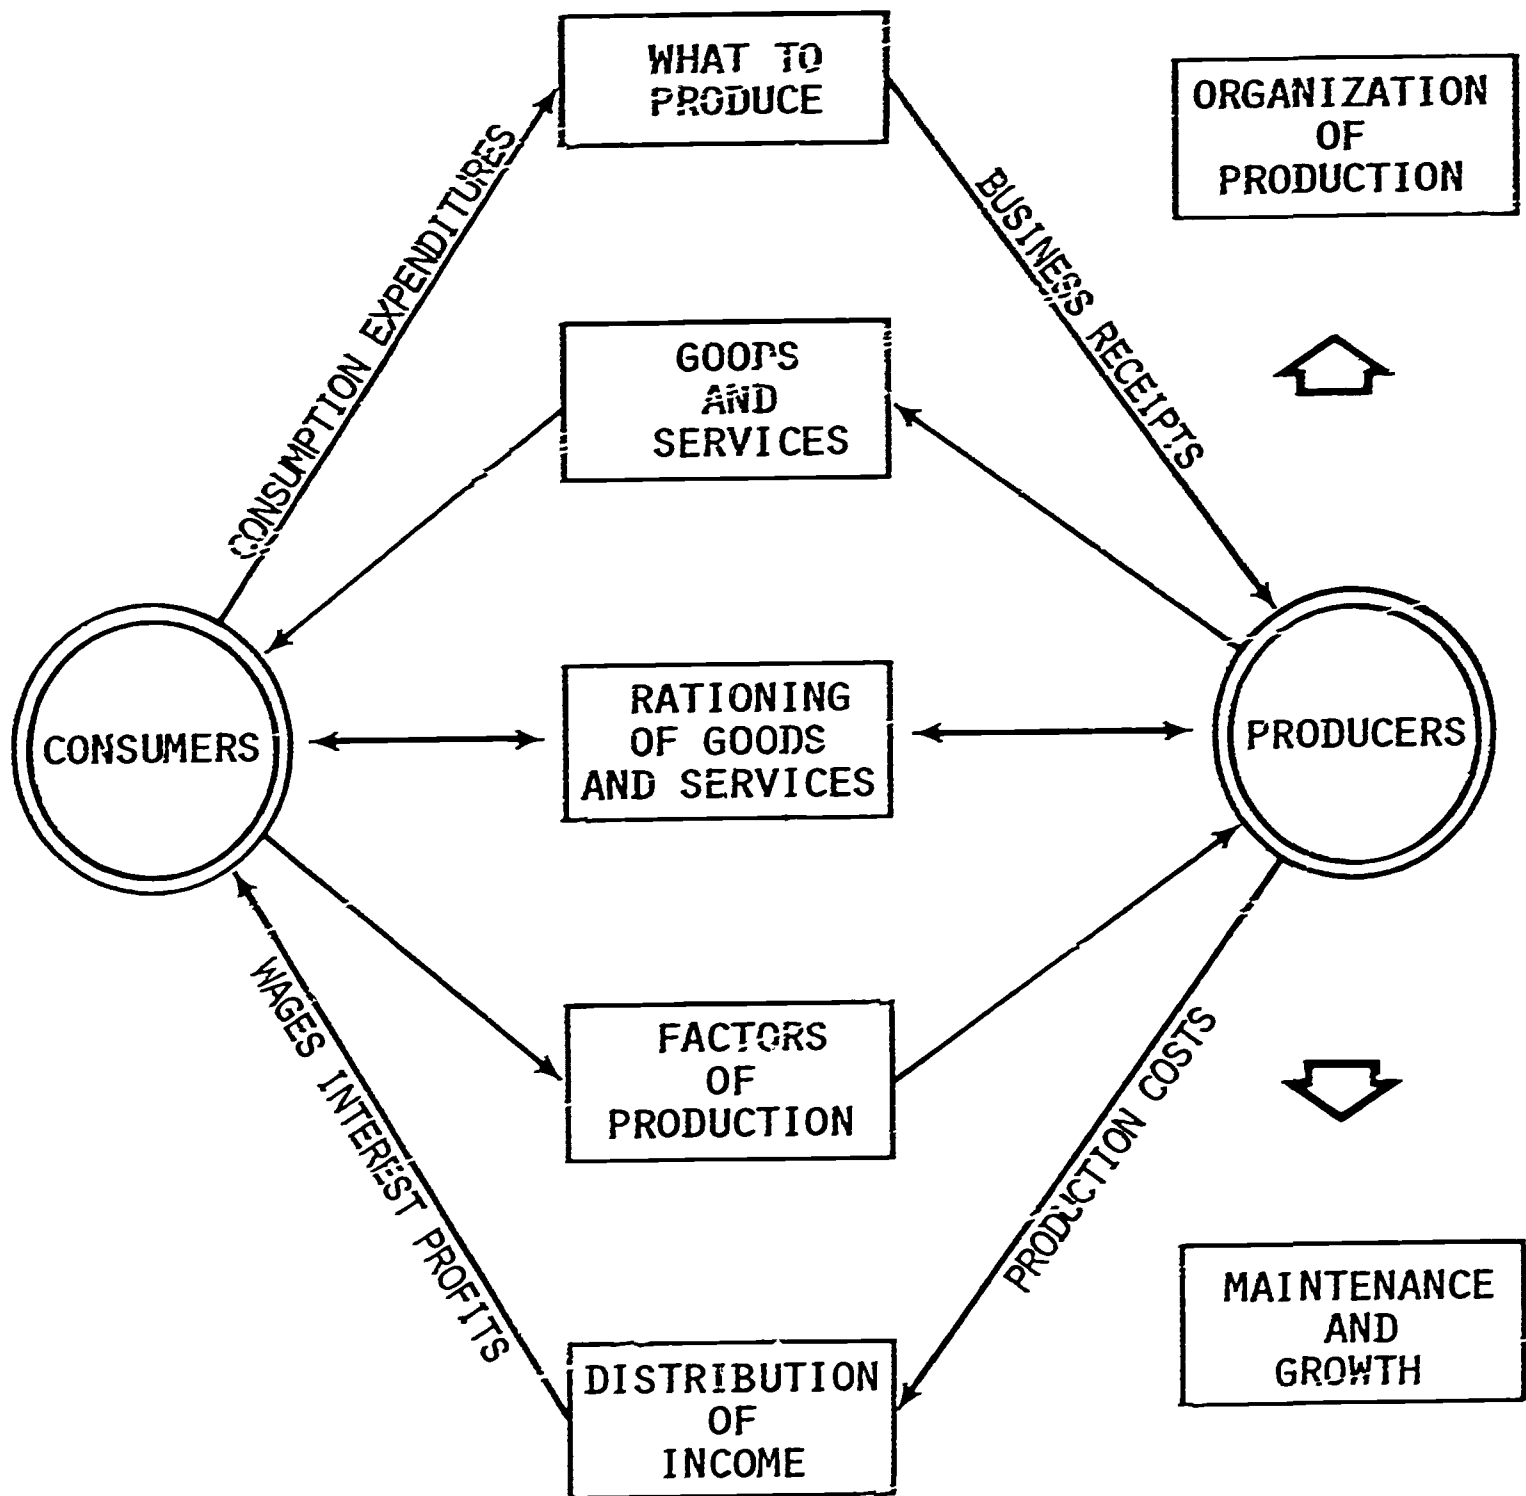 WHAT TO
PRODUCE
ORGANIZATION
OF
PRODUCTION
CONSUMPTION EXPENDITURES
BUSINESS RECEIPTS
GOODS
AND
SERVICES
CONSUMERS
RATIONING
OF GOODS
AND SERVICES
PRODUCERS
FACTORS
OF
PRODUCTION
WAGES INTEREST PROFITS
PRODUCTION COSTS
MAINTENANCE
AND
GROWTH
DISTRIBUTION
OF
INCOME